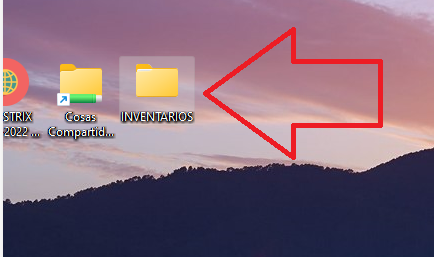 STRIX
2022 ...
Cosas
Compartid...
INVENTARIOS